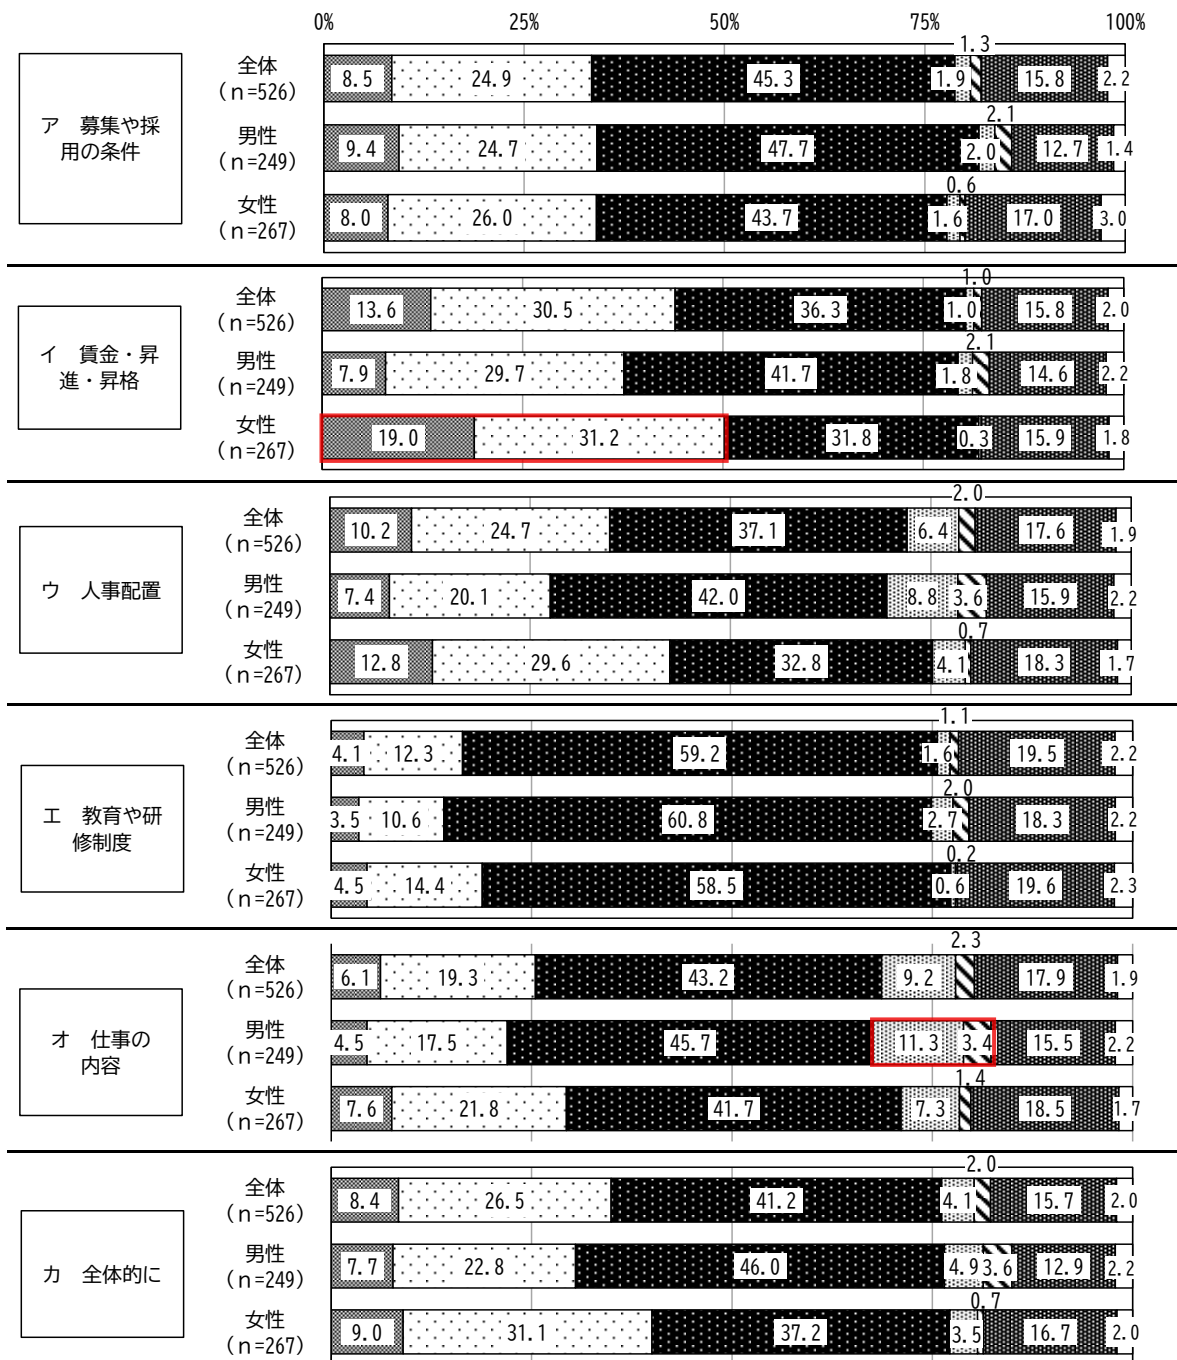 0% 25% 50% 75% 100%
ア　募集や採
用の条件
1.3
全体
（ｎ=526）
8.5 24.9 45.3 1.9 15.8 2.2
2.1
男性
（ｎ=249）
9.4 24.7 47.7 2.0 12.7 1.4
0.6
女性
（ｎ=267）
8.0 26.0 43.7 1.6 17.0 3.0
イ　賃金・昇
進・昇格
1.0
全体
（ｎ=526）
13.6 30.5 36.3 1.0 15.8 2.0
2.1
男性
（ｎ=249）
7.9 29.7 41.7 1.8 14.6 2.2
女性
（ｎ=267）
19.0 31.2 31.8 0.3 15.9 1.8
ウ　人事配置
2.0
全体
（ｎ=526）
10.2 24.7 37.1 6.4 17.6 1.9
男性
（ｎ=249）
7.4 20.1 42.0 8.8 3.6 15.9 2.2
0.7
女性
（ｎ=267）
12.8 29.6 32.8 4.1 18.3 1.7
エ　教育や研
修制度
1.1
全体
（ｎ=526）
4.1 12.3 59.2 1.6 19.5 2.2
2.0
男性
（ｎ=249）
3.5 10.6 60.8 2.7 18.3 2.2
0.2
女性
（ｎ=267）
4.5 14.4 58.5 0.6 19.6 2.3
オ　仕事の
内容
2.3
全体
（ｎ=526）
6.1 19.3 43.2 9.2 17.9 1.9
男性
（ｎ=249）
4.5 17.5 45.7 11.3 3.4 15.5 2.2
1.4
女性
（ｎ=267）
7.6 21.8 41.7 7.3 18.5 1.7
カ　全体的に
2.0
全体
（ｎ=526）
8.4 26.5 41.2 4.1 15.7 2.0
男性
（ｎ=249）
7.7 22.8 46.0 4.9 3.6 12.9 2.2
0.7
女性
（ｎ=267）
9.0 31.1 37.2 3.5 16.7 2.0